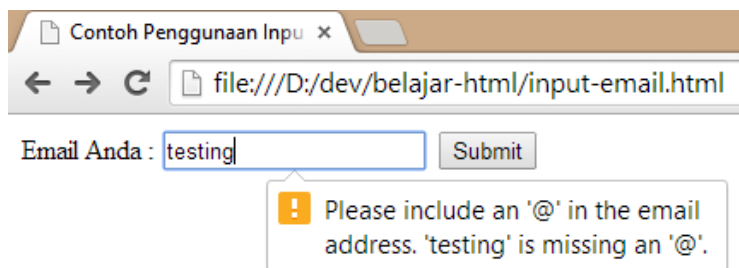 Contoh Penggunaan Inpu
file:///D:/dev/belajar-html/input-email.html
Email Anda : testing Submit
Please include an '@' in the email
address. 'testing' is missing an '@'.